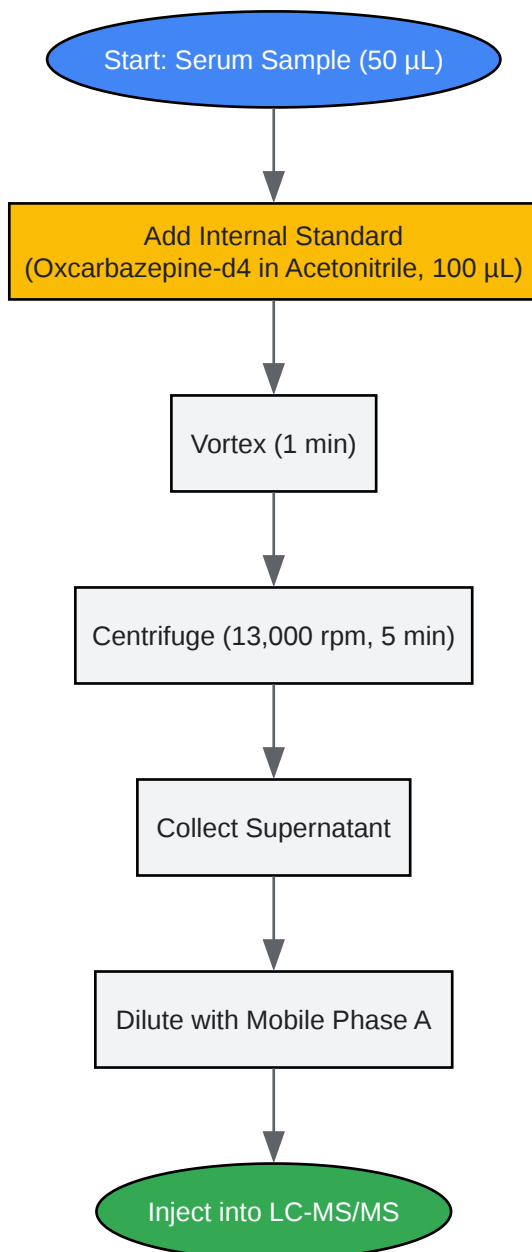 Start: Serum Sample (50 µL)
Add Internal Standard
(Oxcarbazepine-d4 in Acetonitrile, 100 µL)
Vortex (1 min)
Centrifuge (13,000 rpm, 5 min)
Collect Supernatant
Dilute with Mobile Phase A
Inject into LC-MS/MS